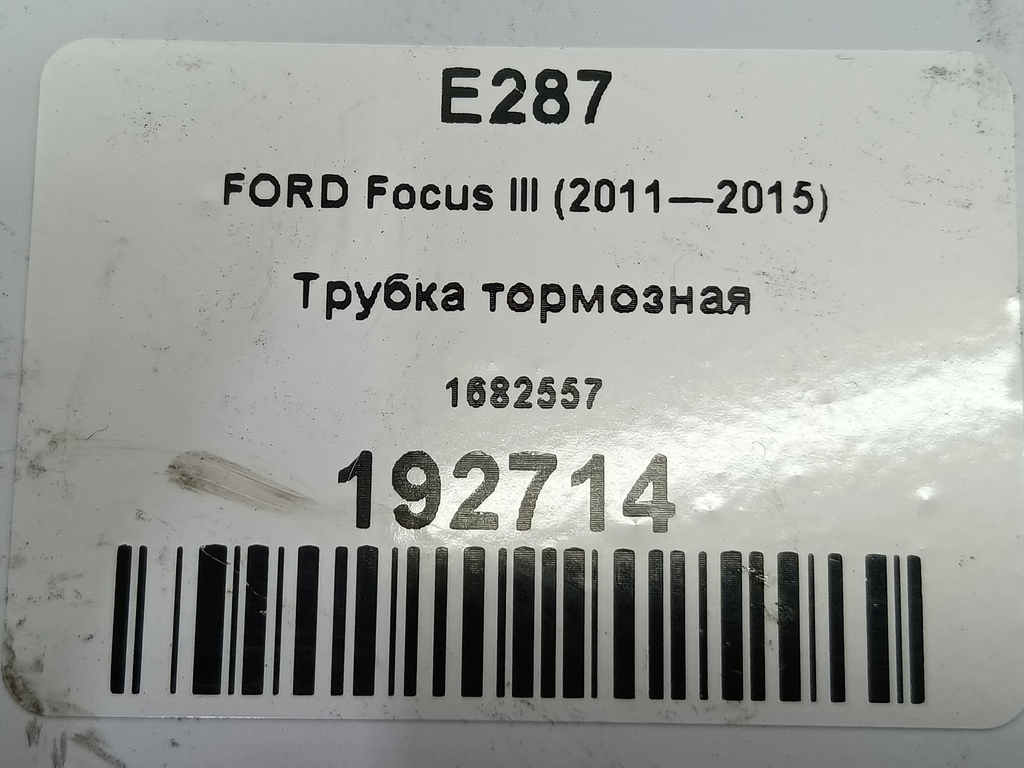 E287
FORD Focus III (2011—2015)
Трубка тормозная
1682557
192714